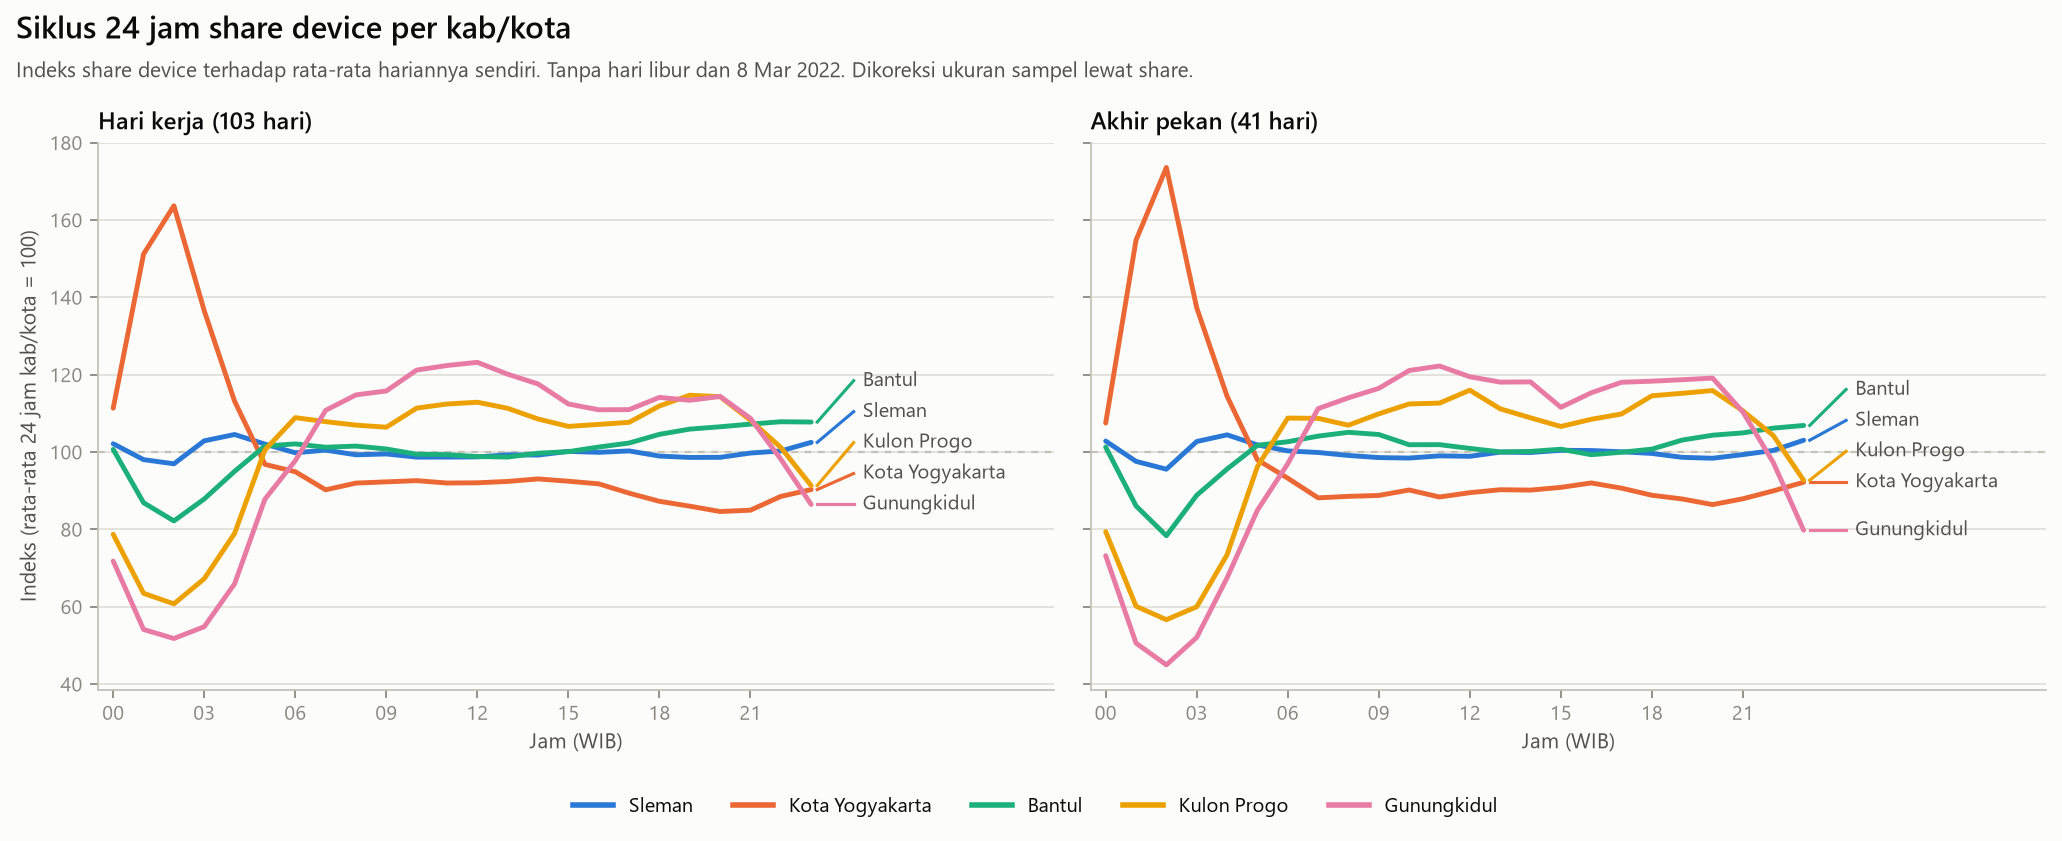 Siklus 24 jam share device per kab/kota
Indeks share device terhadap rata-rata hariannya sendiri. Tanpa hari libur dan 8 Mar 2022. Dikoreksi ukuran sampel lewat share.
Hari kerja (103 hari)
Indeks (rata-rata 24 jam kab/kota = 100)
180
160
140
120
100
80
60
40
00 03 06 09 12 15 18 21
Jam (WIB)
Bantul
Sleman
Kulon Progo
Kota Yogyakarta
Gunungkidul
Akhir pekan (41 hari)
00 03 06 09 12 15 18 21
Jam (WIB)
Bantul
Sleman
Kulon Progo
Kota Yogyakarta
Gunungkidul
Sleman Kota Yogyakarta Bantul Kulon Progo Gunungkidul